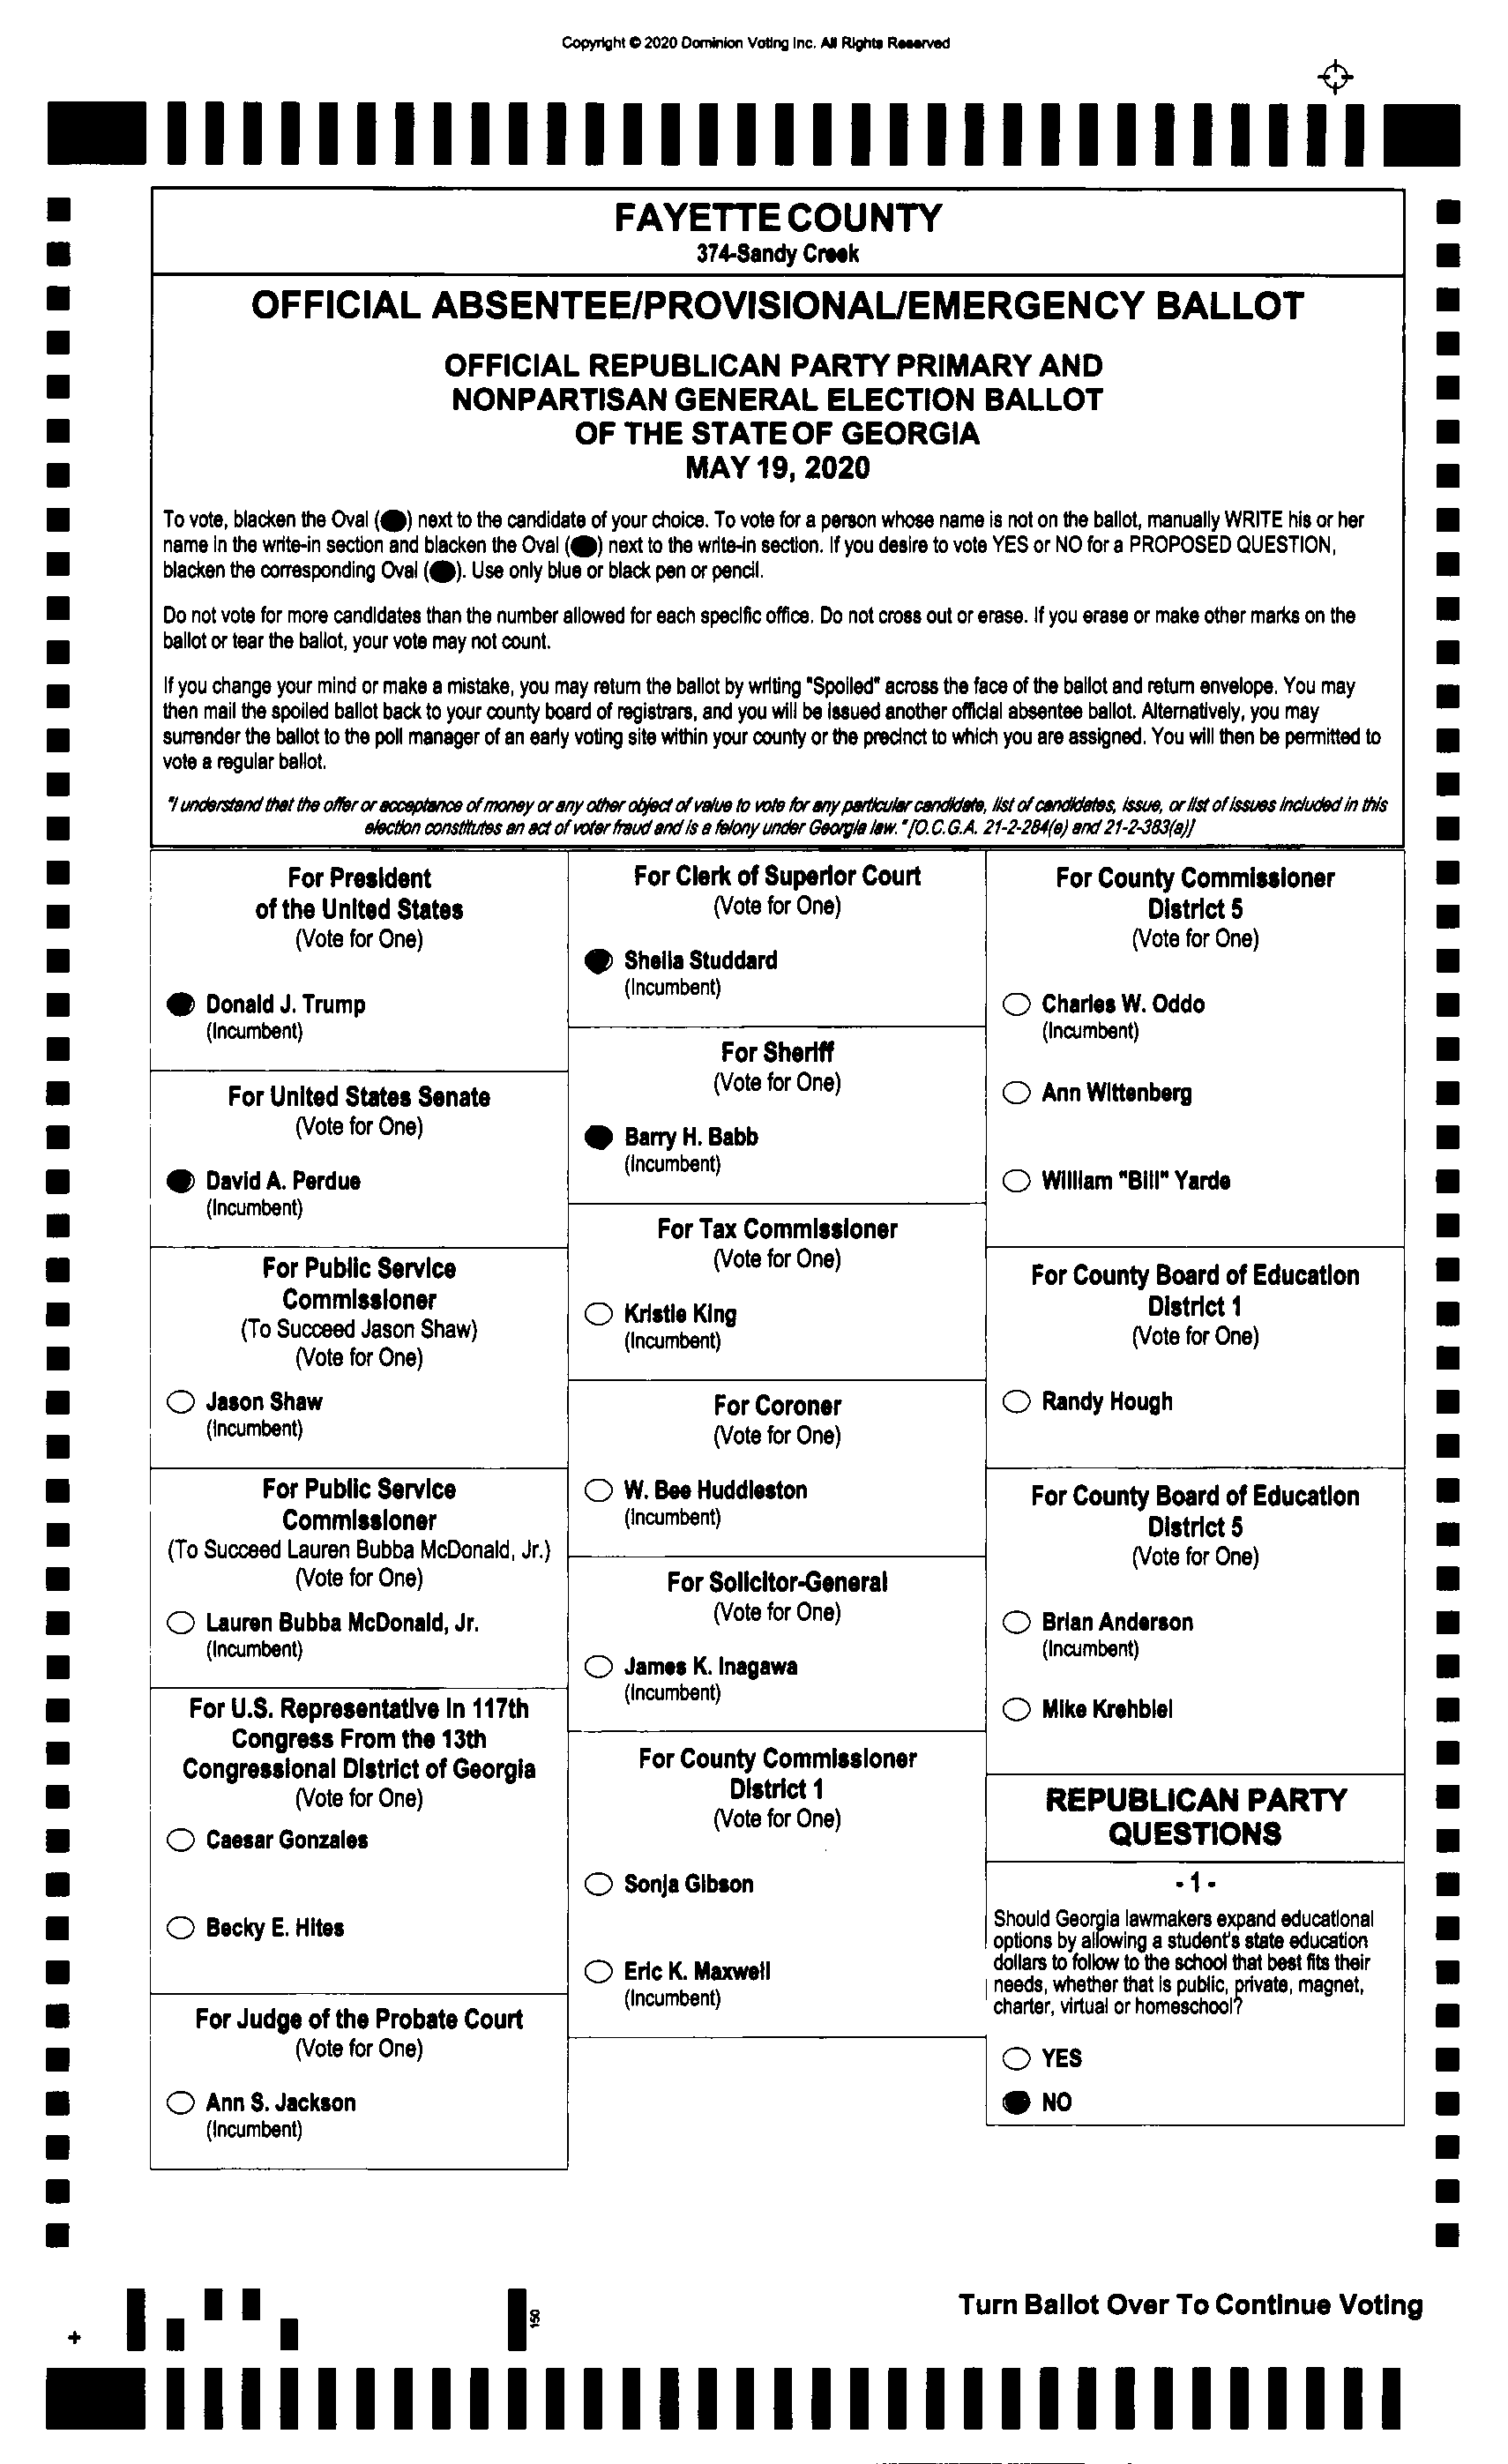 Copyright © 2020 Dominion Voting Inc. All Rights Reserved
FAYETTE COUNTY
374-Sandy Creek
OFFICIAL ABSENTEE/PROVISIONAL/EMERGENCY BALLOT
OFFICIAL REPUBLICAN PARTY PRIMARY AND
NONPARTISAN GENERAL ELECTION BALLOT
OF THE STATE OF GEORGIA
MAY 19, 2020
To vote, blacken the Oval ( ) next to the candidate of your choice. To vote for a person whose name is not on the ballot, manually WRITE his or her
name in the write-in section and blacken the Oval ( ) next to the write-in section. If you desire to vote YES or NO for a PROPOSED QUESTION,
blacken the corresponding Oval ( ). Use only blue or black pen or pencil.
Do not vote for more candidates than the number allowed for each specific office. Do not cross out or erase. If you erase or make other marks on the
ballot or tear the ballot, your vote may not count.
If you change your mind or make a mistake, you may return the ballot by writing "Spoiled" across the face of the ballot and return envelope. You may
then mail the spoiled ballot back to your county board of registrars, and you will be issued another official absentee ballot. Alternatively, you may
surrender the ballot to the poll manager of an early voting site within your county or the precinct to which you are assigned. You will then be permitted to
vote a regular ballot.
"I understand that the offer or acceptance of money or any other object of value to vote for any particular candidate, list of candidates, issue, or list of issues included in this
election constitutes an act of voter fraud and is a felony under Georgia law." [O.C.G.A. 21-2-284(e) and 21-2-383(a)]
For President
of the United States
(Vote for One)
Donald J. Trump
(Incumbent)
For United States Senate
(Vote for One)
David A. Perdue
(Incumbent)
For Public Service
Commissioner
(To Succeed Jason Shaw)
(Vote for One)
Jason Shaw
(Incumbent)
For Public Service
Commissioner
(To Succeed Lauren Bubba McDonald, Jr.)
(Vote for One)
Lauren Bubba McDonald, Jr.
(Incumbent)
For U.S. Representative in 117th
Congress From the 13th
Congressional District of Georgia
(Vote for One)
Caesar Gonzales
Becky E. Hites
For Judge of the Probate Court
(Vote for One)
Ann S. Jackson
(Incumbent)
For Clerk of Superior Court
(Vote for One)
Sheila Studdard
(Incumbent)
For Sheriff
(Vote for One)
Barry H. Babb
(Incumbent)
For Tax Commissioner
(Vote for One)
Kristie King
(Incumbent)
For Coroner
(Vote for One)
W. Bee Huddleston
(Incumbent)
For Solicitor-General
(Vote for One)
James K. Inagawa
(Incumbent)
For County Commissioner
District 1
(Vote for One)
Sonja Gibson
Eric K. Maxwell
(Incumbent)
For County Commissioner
District 5
(Vote for One)
Charles W. Oddo
(Incumbent)
Ann Wittenberg
William "Bill" Yarde
For County Board of Education
District 1
(Vote for One)
Randy Hough
For County Board of Education
District 5
(Vote for One)
Brian Anderson
(Incumbent)
Mike Krehbiel
REPUBLICAN PARTY
QUESTIONS
- 1 -
Should Georgia lawmakers expand educational
options by allowing a student's state education
dollars to follow to the school that best fits their
needs, whether that is public, private, magnet,
charter, virtual or homeschool?
YES
NO
Turn Ballot Over To Continue Voting
150